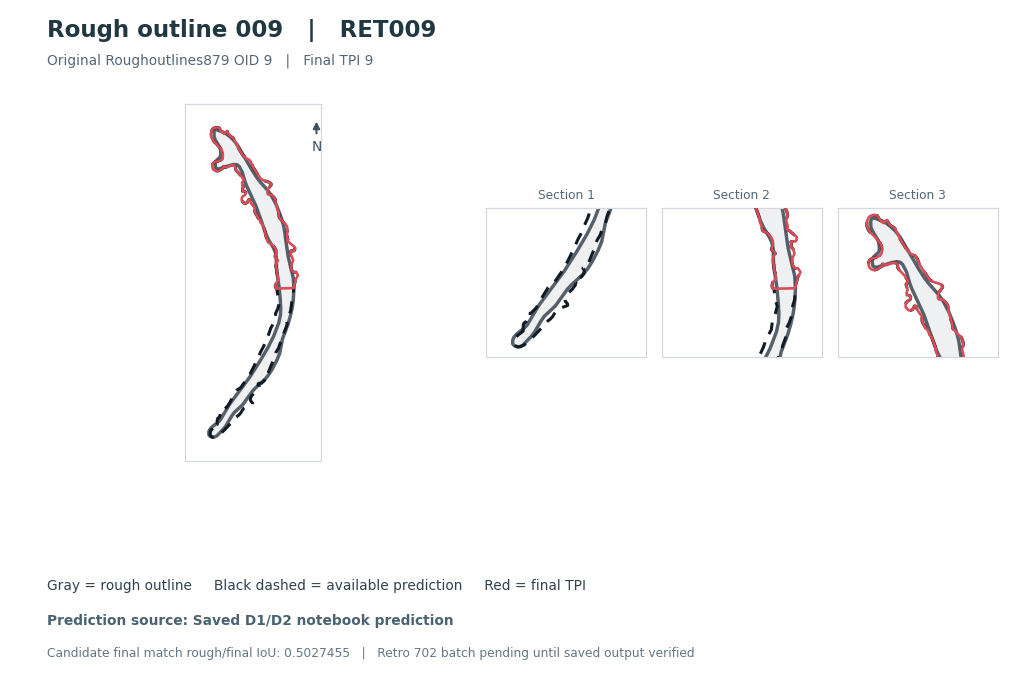 Rough outline 009   |   RET009
Original Roughoutlines879 OID 9   |   Final TPI 9
N
Section 1
Section 2
Section 3
Gray = rough outline     Black dashed = available prediction     Red = final TPI
Prediction source: Saved D1/D2 notebook prediction
Candidate final match rough/final IoU: 0.5027455   |   Retro 702 batch pending until saved output verified